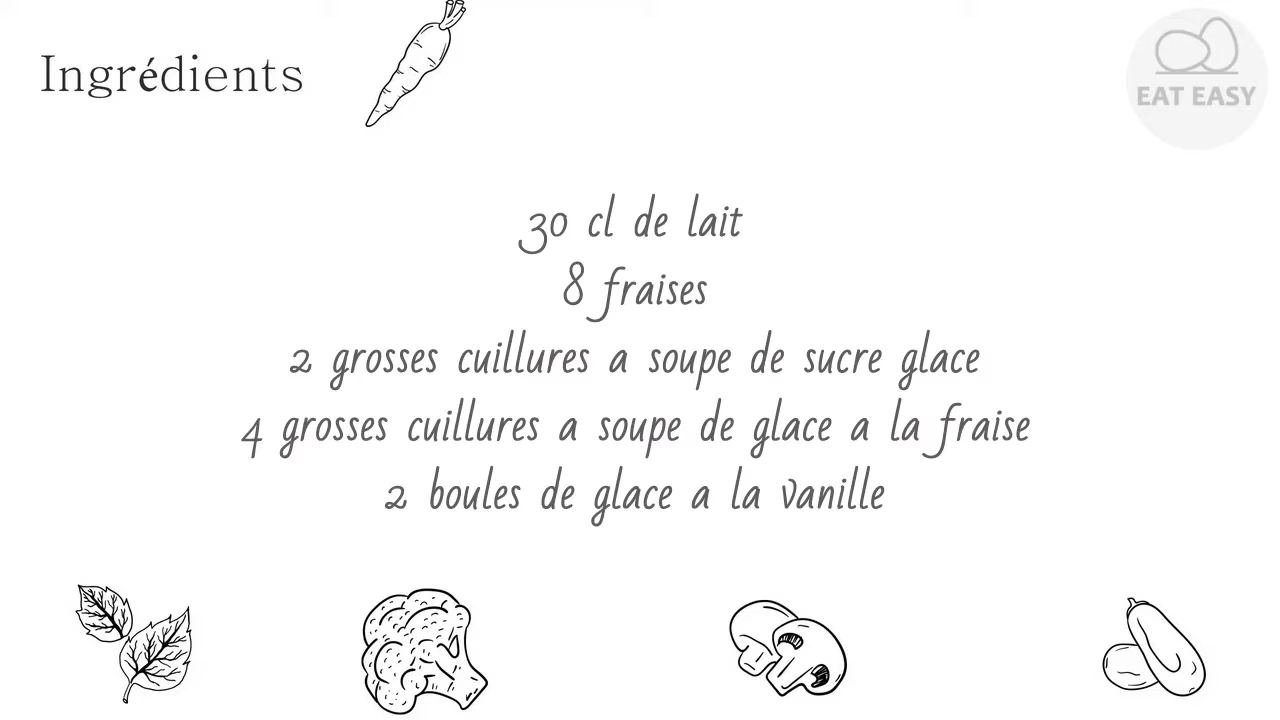 Ingrédients
EAT EASY
30 cl de lait
8 fraises
2 grosses cuillures a soupe de sucre glace
4 grosses cuillures a soupe de glace a la fraise
2 boules de glace a la vanille